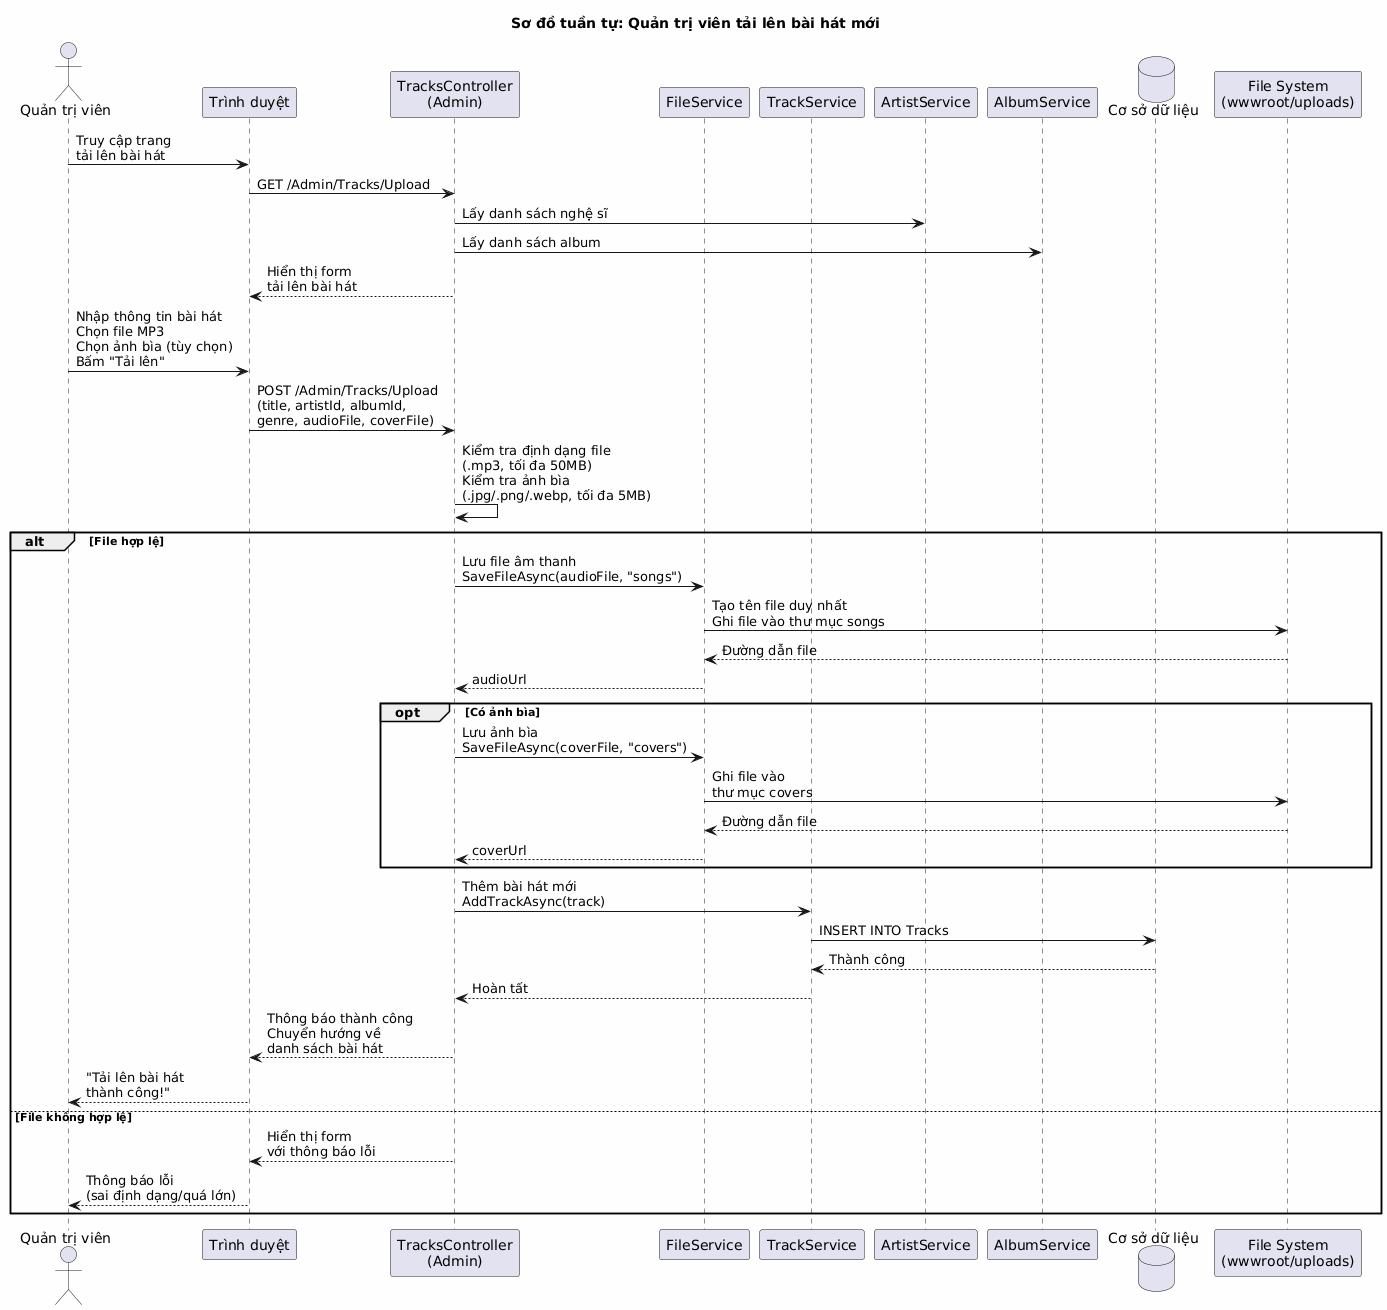 Sơ đồ tuần tự: Quản trị viên tải lên bài hát mới
Quản trị viên
Trình duyệt
TracksController
(Admin)
FileService
TrackService
ArtistService
AlbumService
Cơ sở dữ liệu
File System
(wwwroot/uploads)
Truy cập trang
tải lên bài hát
GET /Admin/Tracks/Upload
Lấy danh sách nghệ sĩ
Lấy danh sách album
Hiển thị form
tải lên bài hát
Nhập thông tin bài hát
Chọn file MP3
Chọn ảnh bìa (tùy chọn)
Bấm "Tải lên"
POST /Admin/Tracks/Upload
(title, artistId, albumId,
genre, audioFile, coverFile)
Kiểm tra định dạng file
(.mp3, tối đa 50MB)
Kiểm tra ảnh bìa
(.jpg/.png/.webp, tối đa 5MB)
alt [File hợp lệ]
Lưu file âm thanh
SaveFileAsync(audioFile, "songs")
Tạo tên file duy nhất
Ghi file vào thư mục songs
Đường dẫn file
audioUrl
opt [Có ảnh bìa]
Lưu ảnh bìa
SaveFileAsync(coverFile, "covers")
Ghi file vào
thư mục covers
Đường dẫn file
coverUrl
Thêm bài hát mới
AddTrackAsync(track)
INSERT INTO Tracks
Thành công
Hoàn tất
Thông báo thành công
Chuyển hướng về
danh sách bài hát
"Tải lên bài hát
thành công!"
[File không hợp lệ]
Hiển thị form
với thông báo lỗi
Thông báo lỗi
(sai định dạng/quá lớn)
Quản trị viên
Trình duyệt
TracksController
(Admin)
FileService
TrackService
ArtistService
AlbumService
Cơ sở dữ liệu
File System
(wwwroot/uploads)